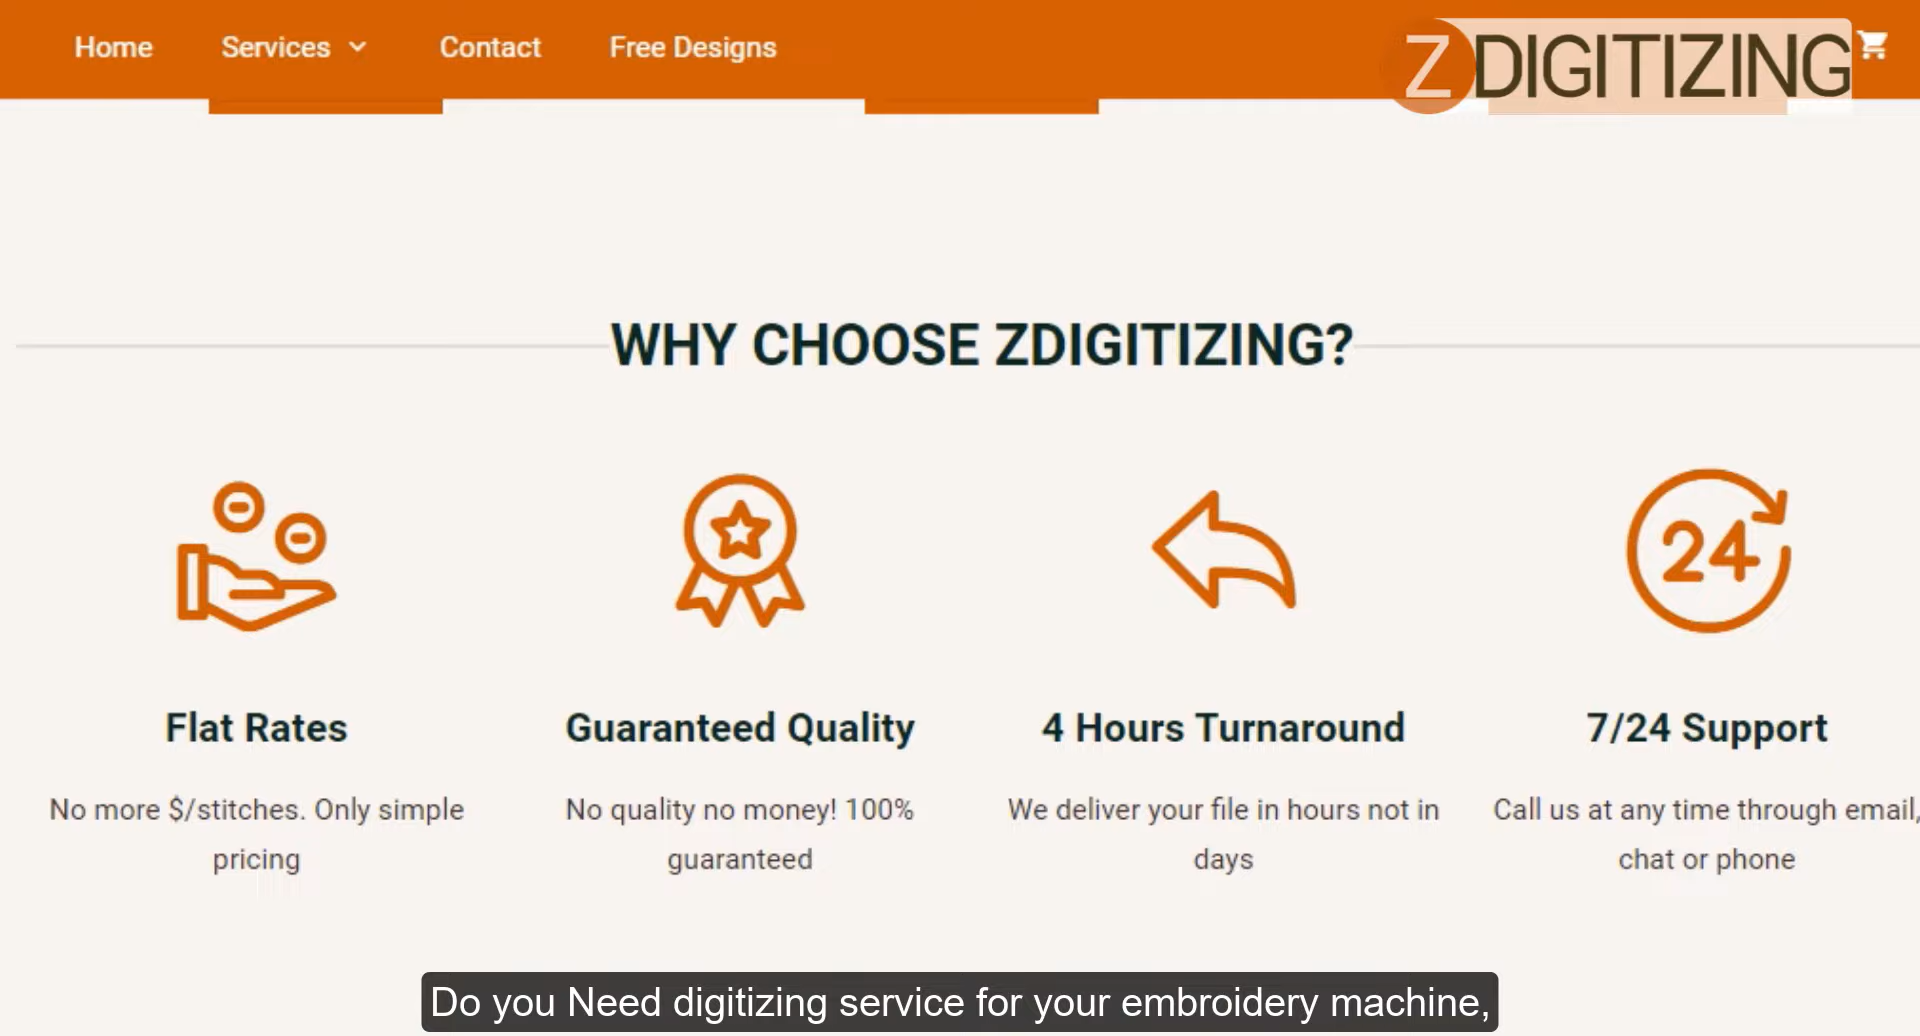 Home Services Contact Free Designs
Z DIGITIZING
WHY CHOOSE ZDIGITIZING?
24
Flat Rates
No more $/stitches. Only simple
pricing
Guaranteed Quality
No quality no money! 100%
guaranteed
4 Hours Turnaround
We deliver your file in hours not in
days
7/24 Support
Call us at any time through email,
chat or phone
Do you Need digitizing service for your embroidery machine,